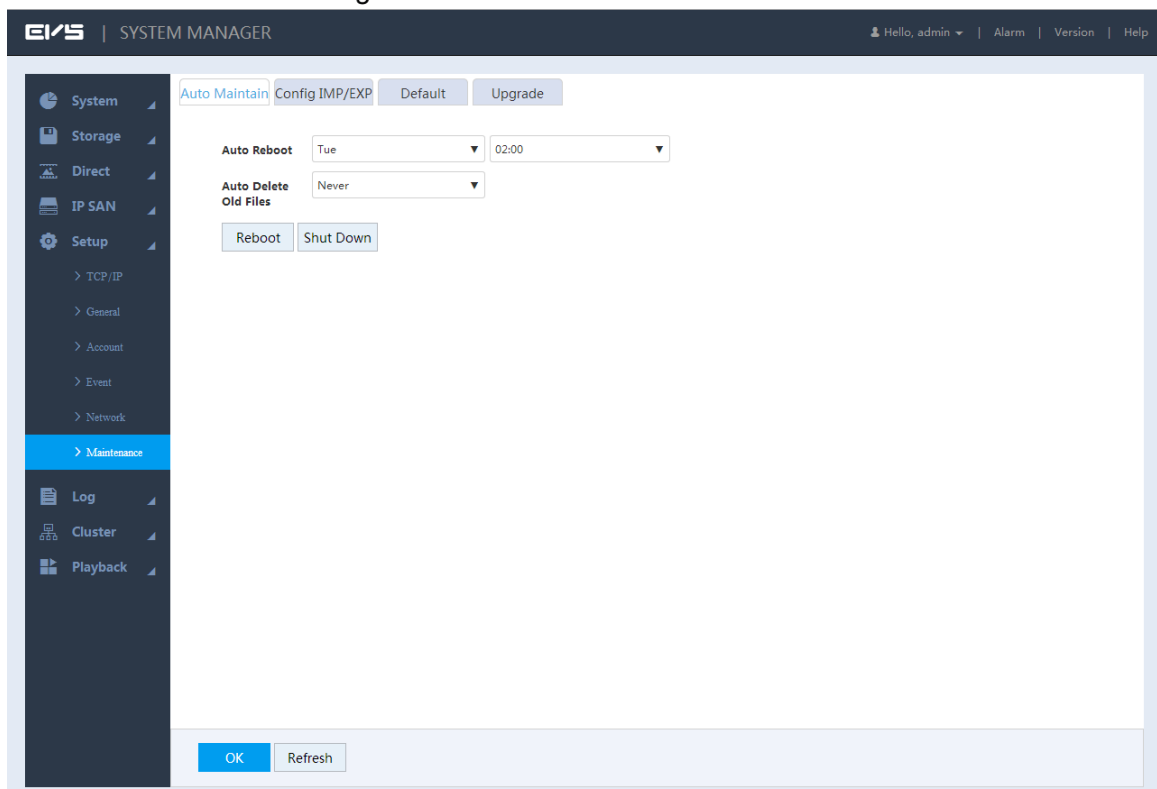 EVS | SYSTEM MANAGER
Hello, admin | Alarm | Version | Help
Auto Maintain Config IMP/EXP Default Upgrade
System
Storage
Direct
IP SAN
Setup
> TCP/IP
> General
> Account
> Event
> Network
> Maintenance
Log
Cluster
Playback
Auto Reboot Tue 02:00
Auto Delete Never
Old Files
Reboot Shut Down
OK Refresh